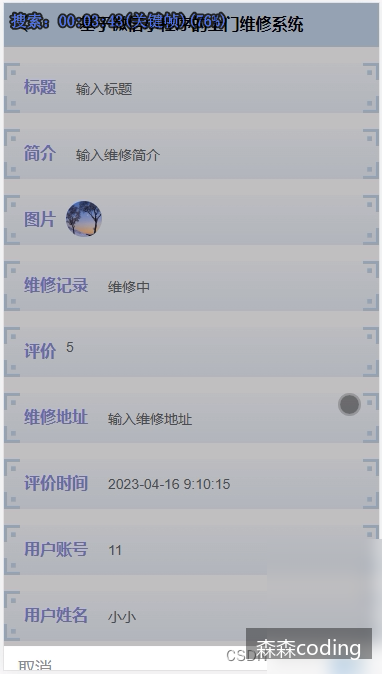 搜索: 00:03:43(关键帧)(76%)
基于微信小程序的上门维修系统
标题 输入标题
简介 输入维修简介
图片
维修记录 维修中
评价 5
维修地址 输入维修地址
评价时间 2023-04-16 9:10:15
用户账号 11
用户姓名 小小
取消
CSDN
森森coding